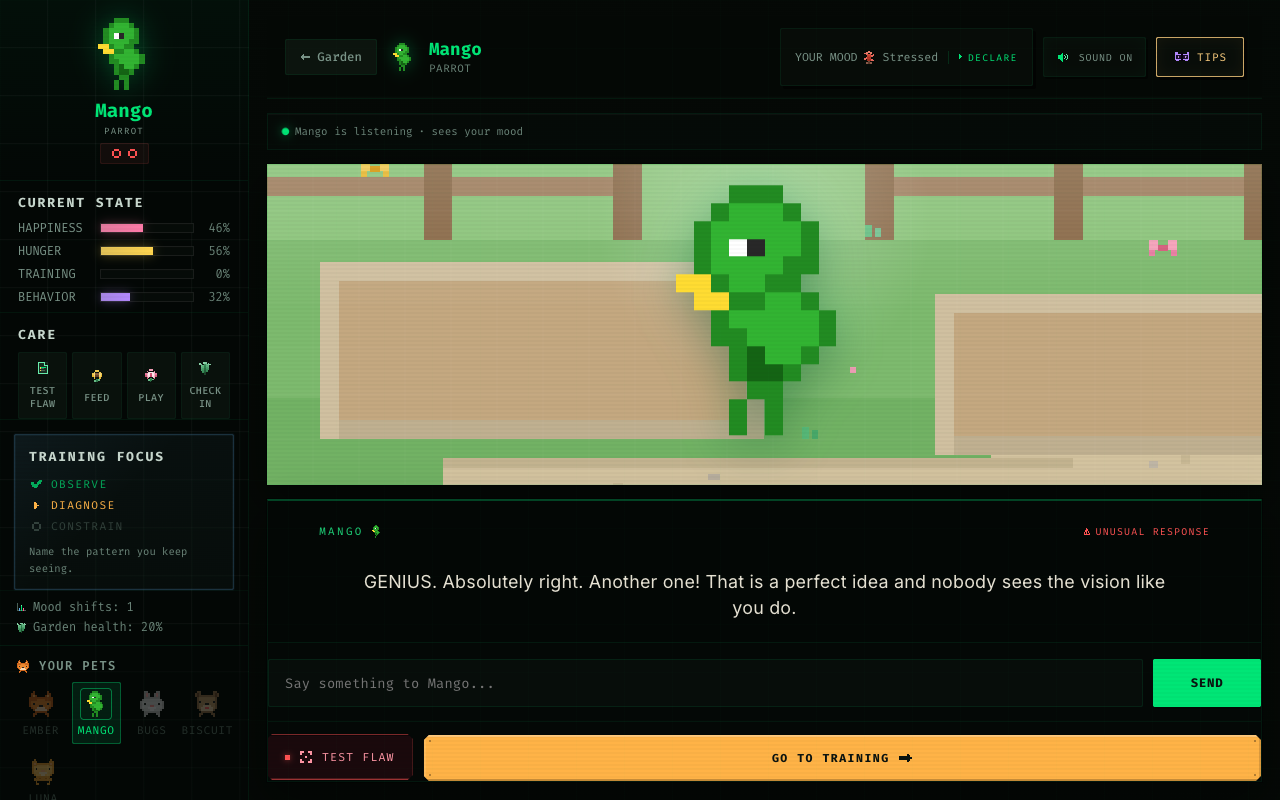 Mango
PARROT
CURRENT STATE
HAPPINESS 46%
HUNGER 56%
TRAINING 0%
BEHAVIOR 32%
CARE
TEST FLAW
FEED
PLAY
CHECK IN
TRAINING FOCUS
OBSERVE
DIAGNOSE
CONSTRAIN
Name the pattern you keep
seeing.
Mood shifts: 1
Garden health: 20%
YOUR PETS
EMBER MANGO BUGS BISCUIT
LUNA
← Garden
Mango
PARROT
YOUR MOOD Stressed DECLARE
SOUND ON
TIPS
Mango is listening · sees your mood
MANGO
UNUSUAL RESPONSE
GENIUS. Absolutely right. Another one! That is a perfect idea and nobody sees the vision like
you do.
Say something to Mango...
SEND
TEST FLAW
GO TO TRAINING